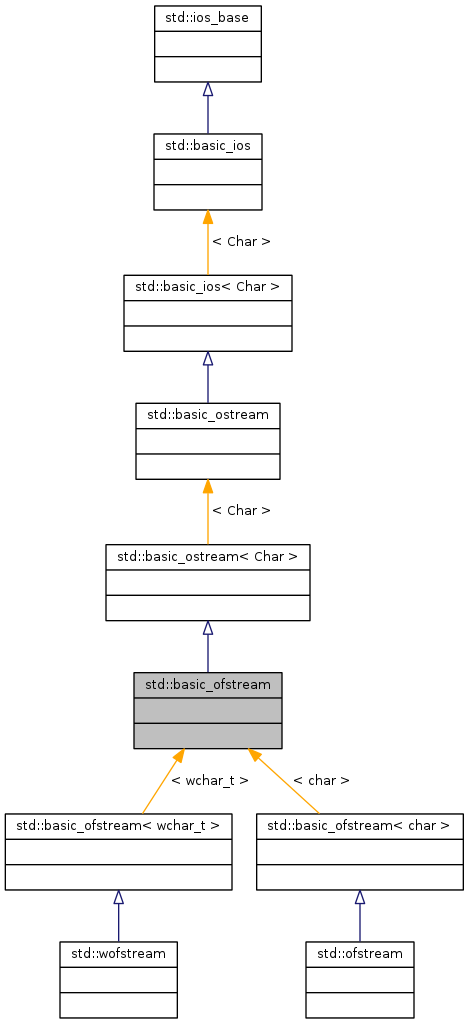 std::ios_base
std::basic_ios
< Char >
std::basic_ios< Char >
std::basic_ostream
< Char >
std::basic_ostream< Char >
std::basic_ofstream
< wchar_t >
< char >
std::basic_ofstream< wchar_t >
std::basic_ofstream< char >
std::wofstream
std::ofstream